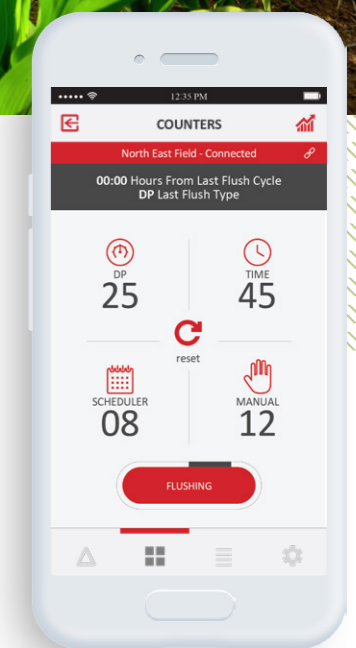 12:35 PM
COUNTERS
North East Field - Connected
00:00 Hours From Last Flush Cycle
DP Last Flush Type
DP
25
TIME
45
reset
SCHEDULER
08
MANUAL
12
FLUSHING